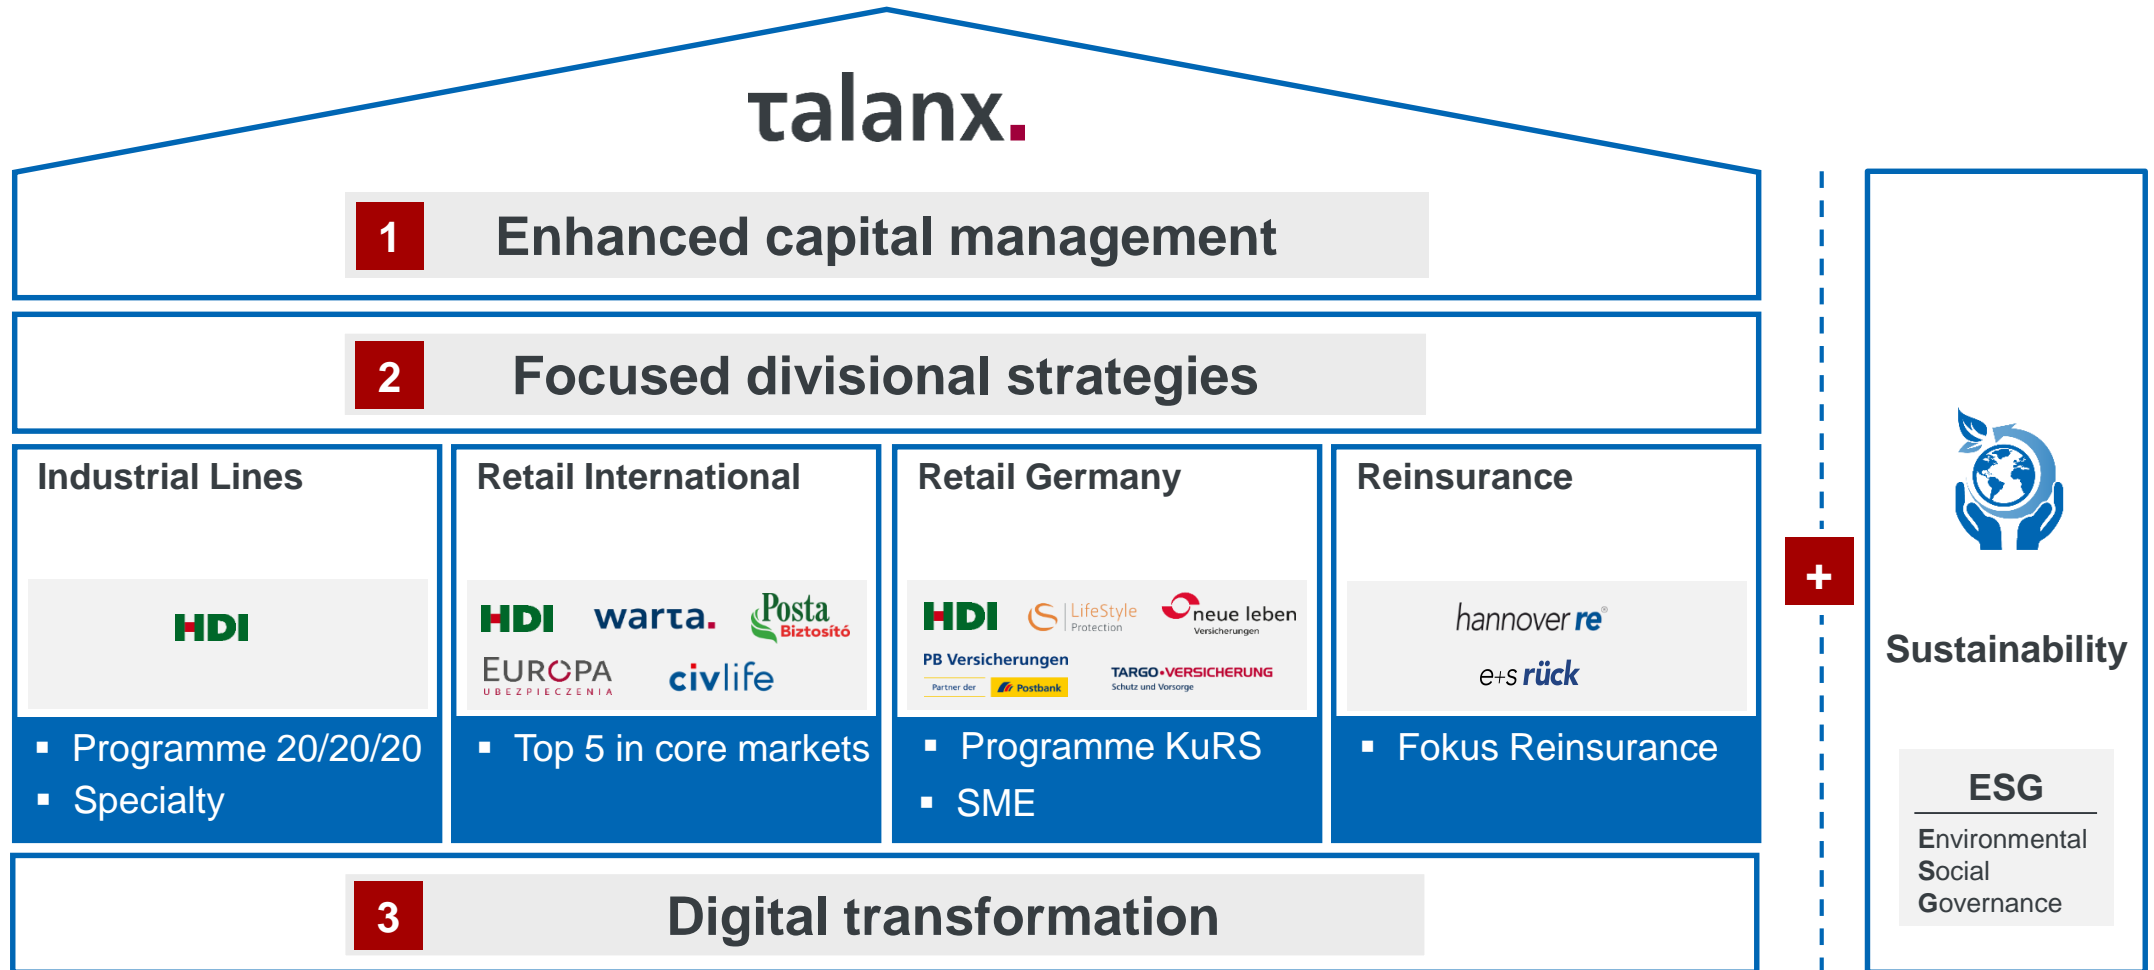 τalanx.
1 Enhanced capital management
2 Focused divisional strategies
Industrial Lines
HDI
▪ Programme 20/20/20
▪ Specialty
Retail International
HDI warta. Posta Biztosító
EUROPA UBEZPIECZENIA civlife
▪ Top 5 in core markets
Retail Germany
HDI LifeStyle Protection neue leben Versicherungen
PB Versicherungen
Partner der Postbank
TARGO•VERSICHERUNG
Schutz und Vorsorge
▪ Programme KuRS
▪ SME
Reinsurance
hannover re®
e+s rück
▪ Fokus Reinsurance
3 Digital transformation
+
Sustainability
ESG
Environmental
Social
Governance